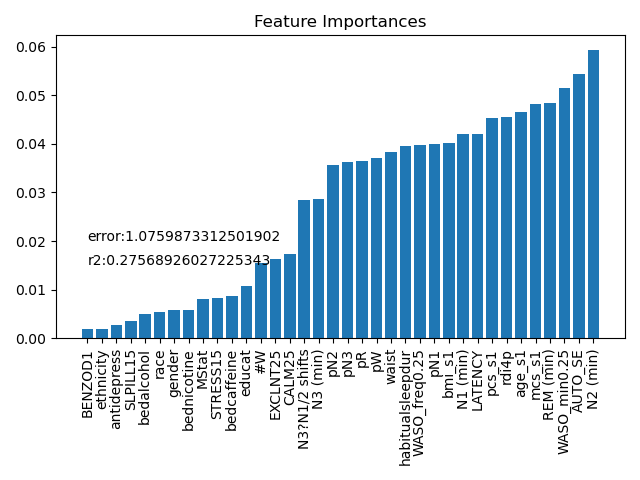 Feature Importances
0.06
0.05
0.04
0.03
0.02
0.01
0.00
error:1.0759873312501902
r2:0.27568926027225343
BENZOD1
ethnicity
antidepress
SLPILL15
bedalcohol
race
gender
bednicotine
MStat
STRESS15
bedcaffeine
educat
#W
EXCLNT25
CALM25
N3?N1/2 shifts
N3 (min)
pN2
pN3
pR
pW
waist
habitualsleepdur
WASO_freq0.25
pN1
bmi_s1
N1 (min)
LATENCY
pcs_s1
rdi4p
age_s1
mcs_s1
REM (min)
WASO_min0.25
AUTO_SE
N2 (min)